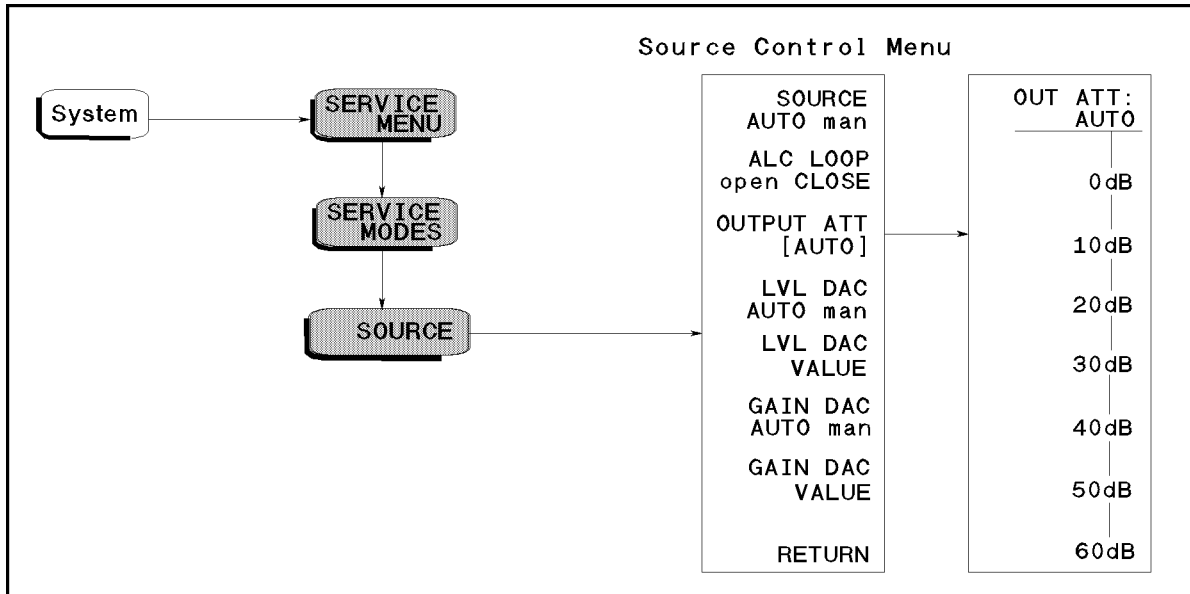 Source Control Menu
System
SERVICE
MENU
SERVICE
MODES
SOURCE
SOURCE
AUTO man
ALC LOOP
open CLOSE
OUTPUT ATT
[AUTO]
LVL DAC
AUTO man
LVL DAC
VALUE
GAIN DAC
AUTO man
GAIN DAC
VALUE
RETURN
OUT ATT:
AUTO
0dB
10dB
20dB
30dB
40dB
50dB
60dB